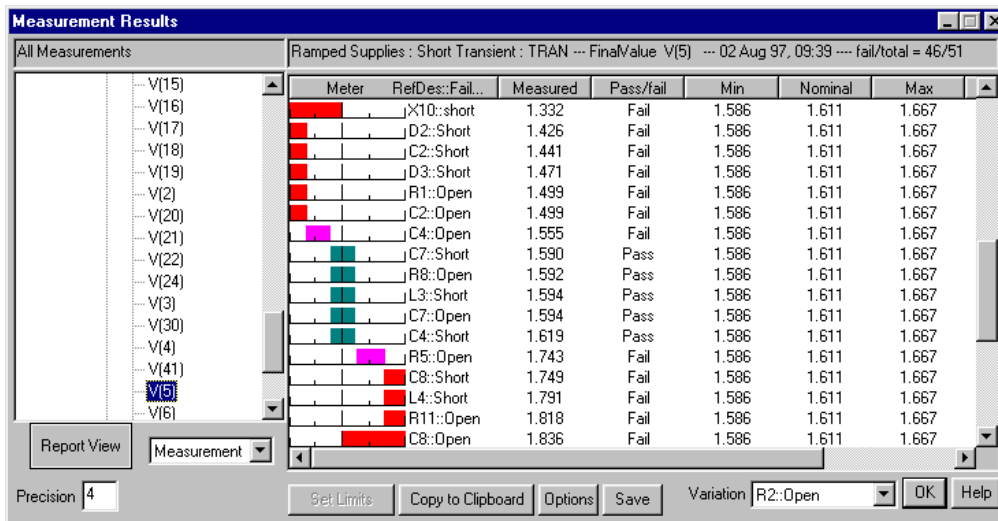 Measurement Results
All Measurements
Ramped Supplies : Short Transient : TRAN --- FinalValue V(5) --- 02 Aug 97, 09:39 ---- fail/total = 46/51
V(15)
V(16)
V(17)
V(18)
V(19)
V(2)
V(20)
V(21)
V(22)
V(24)
V(3)
V(30)
V(4)
V(41)
V(5)
V(6)
Meter RefDes::Fail... Measured Pass/fail Min Nominal Max
X10::short 1.332 Fail 1.586 1.611 1.667
D2::Short 1.426 Fail 1.586 1.611 1.667
C2::Short 1.441 Fail 1.586 1.611 1.667
D3::Short 1.471 Fail 1.586 1.611 1.667
R1::Open 1.499 Fail 1.586 1.611 1.667
C2::Open 1.499 Fail 1.586 1.611 1.667
C4::Open 1.555 Fail 1.586 1.611 1.667
C7::Short 1.590 Pass 1.586 1.611 1.667
R8::Open 1.592 Pass 1.586 1.611 1.667
L3::Short 1.594 Pass 1.586 1.611 1.667
C7::Open 1.594 Pass 1.586 1.611 1.667
C4::Short 1.619 Pass 1.586 1.611 1.667
R5::Open 1.743 Fail 1.586 1.611 1.667
C8::Short 1.749 Fail 1.586 1.611 1.667
L4::Short 1.791 Fail 1.586 1.611 1.667
R11::Open 1.818 Fail 1.586 1.611 1.667
C8::Open 1.836 Fail 1.586 1.611 1.667
Report View Measurement
Precision 4 Set Limits Copy to Clipboard Options Save Variation R2::Open OK Help